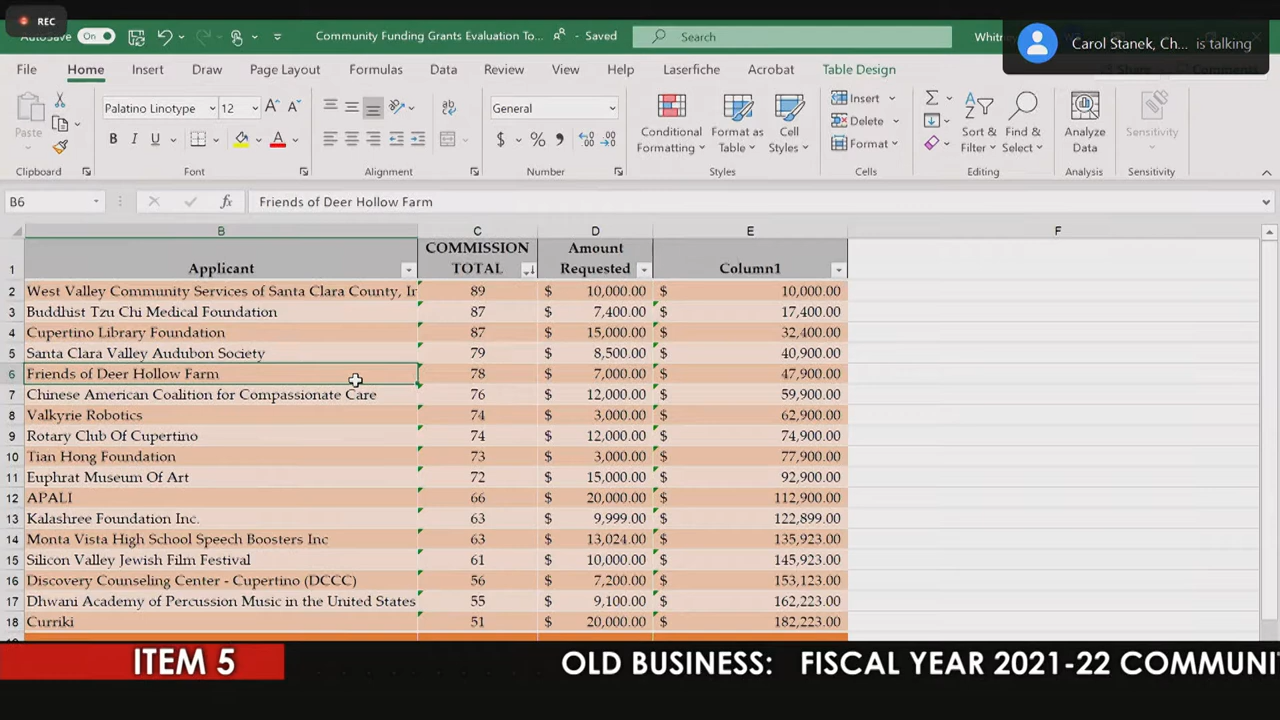 REC
AutoSave On
Community Funding Grants Evaluation To... - Saved
Search
Carol Stanek, Ch... is talking
File Home Insert Draw Page Layout Formulas Data Review View Help Laserfiche Acrobat Table Design
Paste
Palatino Linotype 12
B I U
General
$ % 9
Conditional Formatting
Format as Table
Cell Styles
Insert
Delete
Format
Sort & Filter
Find & Select
Analyze Data
Sensitivity
Clipboard Font Alignment Number Styles Cells Editing Analysis Sensitivity
B6 fx Friends of Deer Hollow Farm
B C D E F
1 Applicant COMMISSION TOTAL Amount Requested Column1
2 West Valley Community Services of Santa Clara County, In 89 $ 10,000.00 $ 10,000.00
3 Buddhist Tzu Chi Medical Foundation 87 $ 7,400.00 $ 17,400.00
4 Cupertino Library Foundation 87 $ 15,000.00 $ 32,400.00
5 Santa Clara Valley Audubon Society 79 $ 8,500.00 $ 40,900.00
6 Friends of Deer Hollow Farm 78 $ 7,000.00 $ 47,900.00
7 Chinese American Coalition for Compassionate Care 76 $ 12,000.00 $ 59,900.00
8 Valkyrie Robotics 74 $ 3,000.00 $ 62,900.00
9 Rotary Club Of Cupertino 74 $ 12,000.00 $ 74,900.00
10 Tian Hong Foundation 73 $ 3,000.00 $ 77,900.00
11 Euphrat Museum Of Art 72 $ 15,000.00 $ 92,900.00
12 APALI 66 $ 20,000.00 $ 112,900.00
13 Kalashree Foundation Inc. 63 $ 9,999.00 $ 122,899.00
14 Monta Vista High School Speech Boosters Inc 63 $ 13,024.00 $ 135,923.00
15 Silicon Valley Jewish Film Festival 61 $ 10,000.00 $ 145,923.00
16 Discovery Counseling Center - Cupertino (DCCC) 56 $ 7,200.00 $ 153,123.00
17 Dhwani Academy of Percussion Music in the United States 55 $ 9,100.00 $ 162,223.00
18 Curriki 51 $ 20,000.00 $ 182,223.00
ITEM 5 OLD BUSINESS: FISCAL YEAR 2021-22 COMMUNI